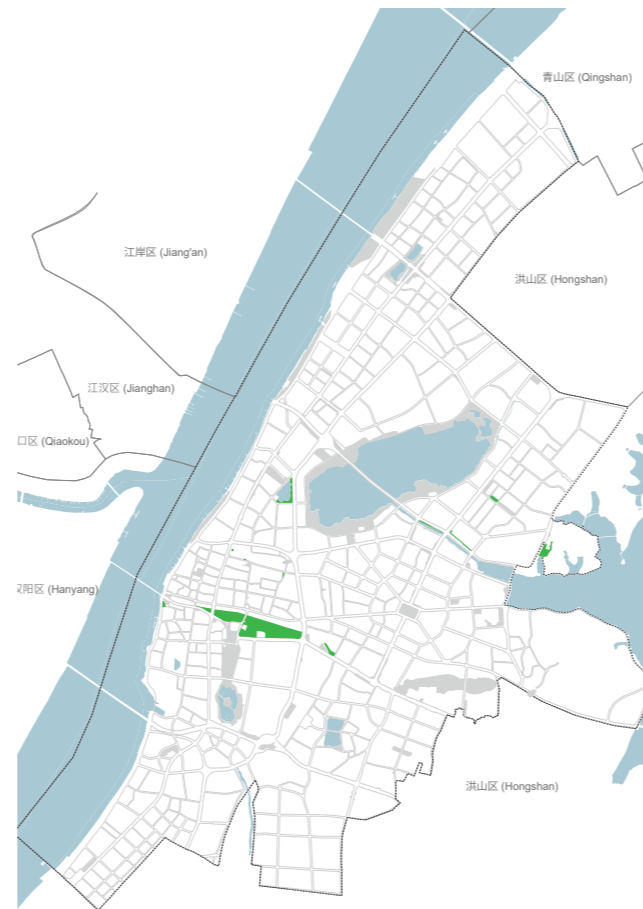 青山区 (Qingshan)
江岸区 (Jiang'an)
洪山区 (Hongshan)
江汉区 (Jianghan)
口区 (Qiaokou)
汉阳区 (Hanyang)
洪山区 (Hongshan)